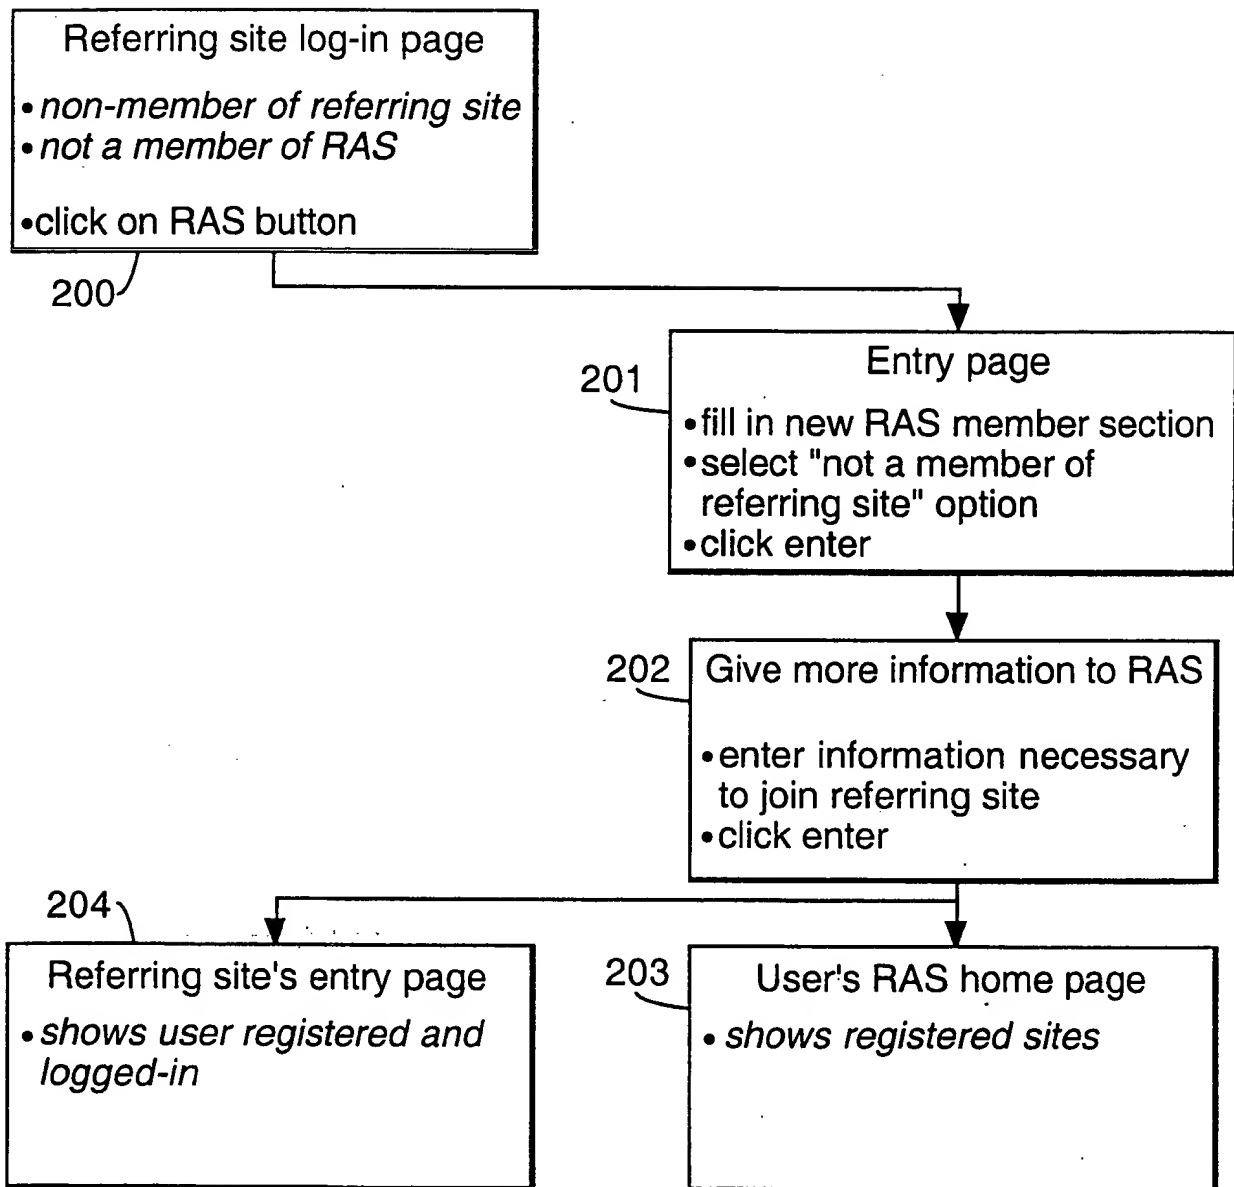 Referring site log-in page
•non-member of referring site
•not a member of RAS
•click on RAS button
200
201
Entry page
•fill in new RAS member section
•select "not a member of
referring site" option
•click enter
202
Give more information to RAS
•enter information necessary
to join referring site
•click enter
204
Referring site's entry page
•shows user registered and
logged-in
203
User's RAS home page
•shows registered sites